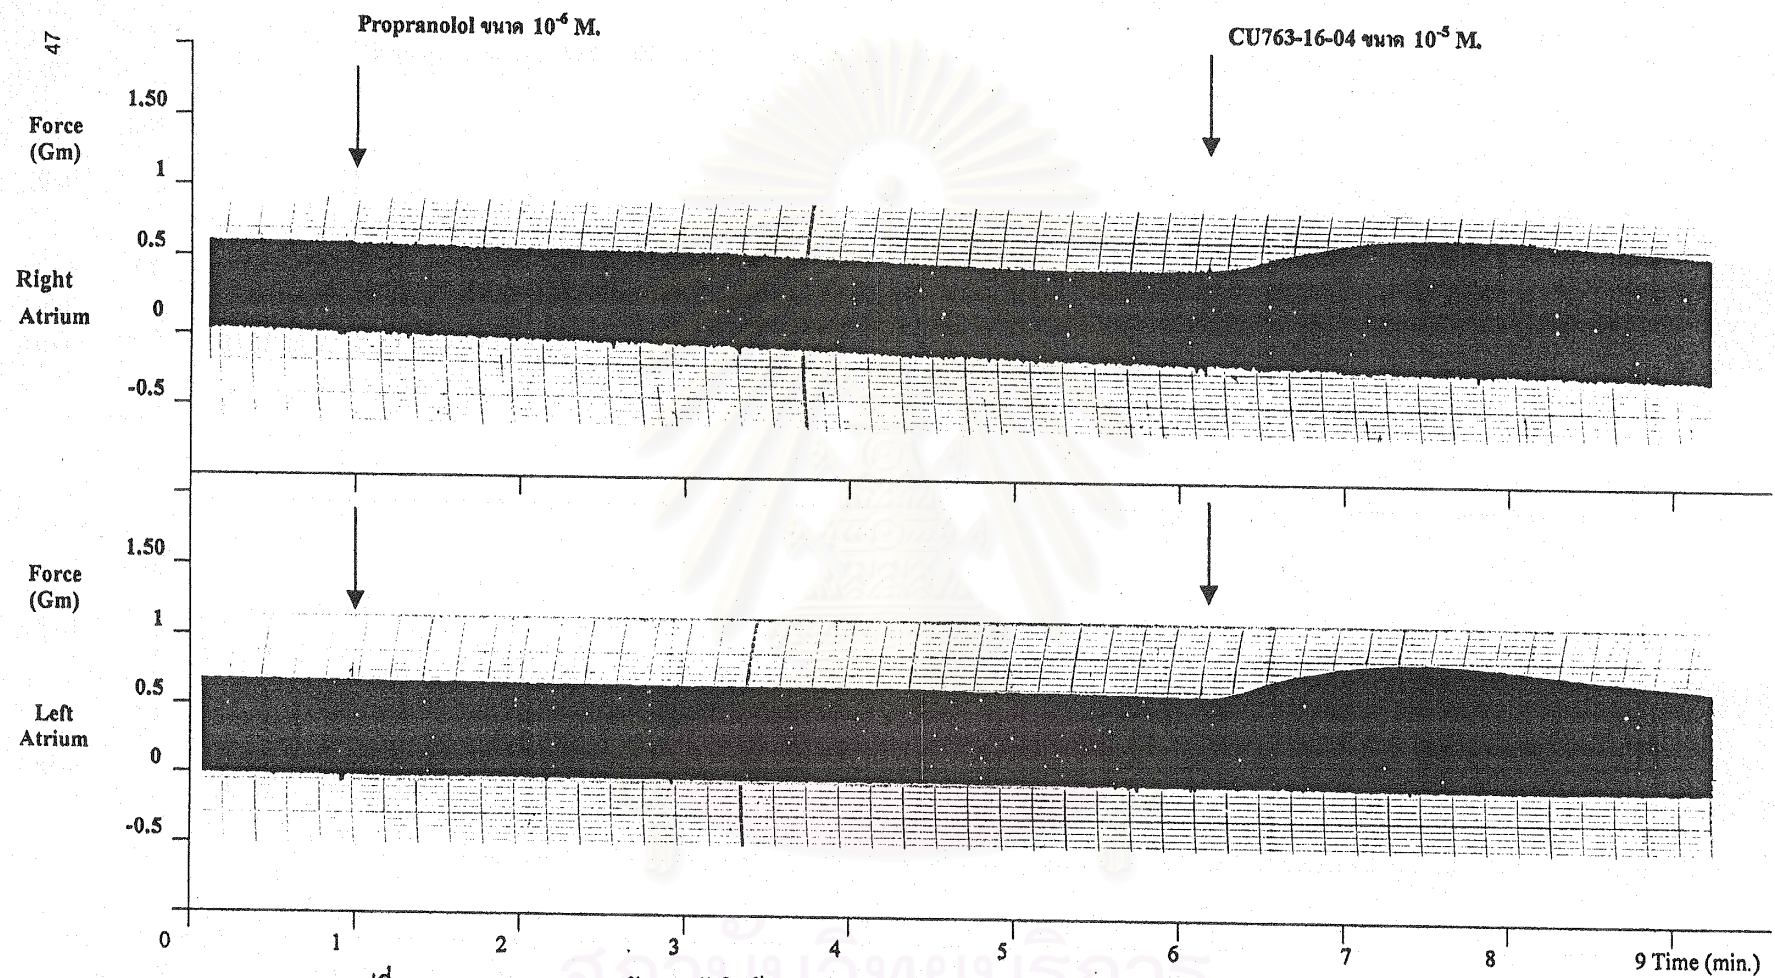 47
Propranolol ขนาด 10⁻⁶ M.
CU763-16-04 ขนาด 10⁻⁵ M.
Force
(Gm)
1.50
1
0.5
0
-0.5
Right
Atrium
Force
(Gm)
1.50
1
0.5
0
-0.5
Left
Atrium
0 1 2 3 4 5 6 7 8 9 Time (min.)